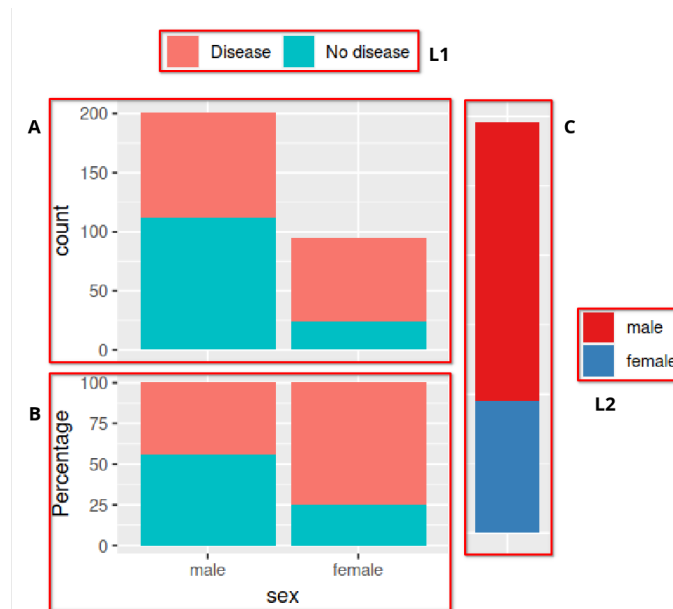 Disease No disease L1
A
C
200
150
100
50
0
count
male
female
L2
B
100
75
50
25
0
Percentage
male female
sex